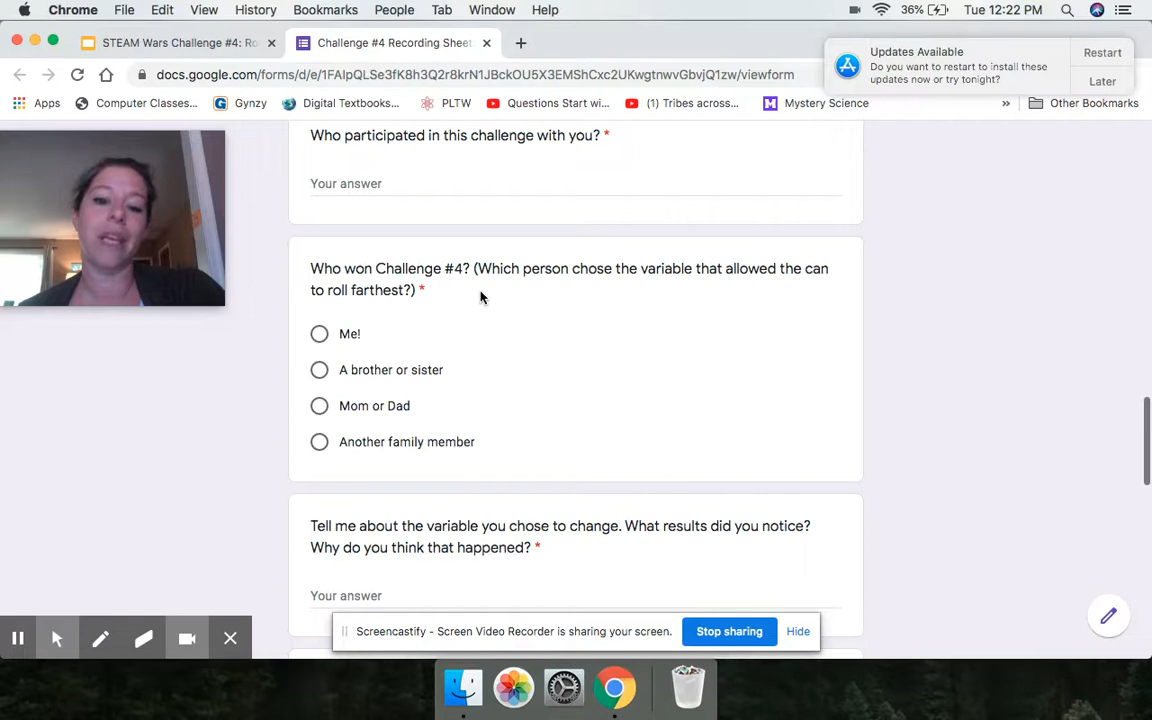 Chrome File Edit View History Bookmarks People Tab Window Help 36% Tue 12:22 PM
STEAM Wars Challenge #4: Ro Challenge #4 Recording Sheet
docs.google.com/forms/d/e/1FAIpQLSe3fK8h3Q2r8krN1JBckOU5X3EMShCxc2UKwgtnwvGbvjQ1zw/viewform
Updates Available
Do you want to restart to install these
updates now or try tonight?
Restart
Later
Apps Computer Classes... Gynzy Digital Textbooks... PLTW Questions Start wi... (1) Tribes across... Mystery Science » Other Bookmarks
Who participated in this challenge with you? *
Your answer
Who won Challenge #4? (Which person chose the variable that allowed the can
to roll farthest?) *
Me!
A brother or sister
Mom or Dad
Another family member
Tell me about the variable you chose to change. What results did you notice?
Why do you think that happened? *
Your answer
Screencastify - Screen Video Recorder is sharing your screen. Stop sharing Hide